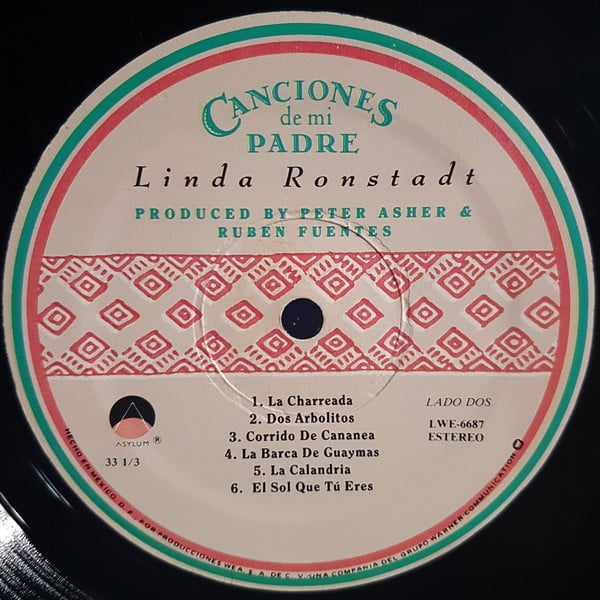 CANCIONES
de mi
PADRE
Linda Ronstadt
PRODUCED BY PETER ASHER &
RUBÉN FUENTES
1. La Charreada
2. Dos Arbolitos
3. Corrido De Cananea
4. La Barca De Guaymas
5. La Calandria
6. El Sol Que Tú Eres
LADO DOS
LWE-6687
ESTEREO
ASYLUM ®
33 1/3
HECHO EN MEXICO, D. F., POR PRODUCCIONES WEA, S. A. DE C. V. UNA COMPAÑIA DEL GRUPO WARNER COMMUNICATION